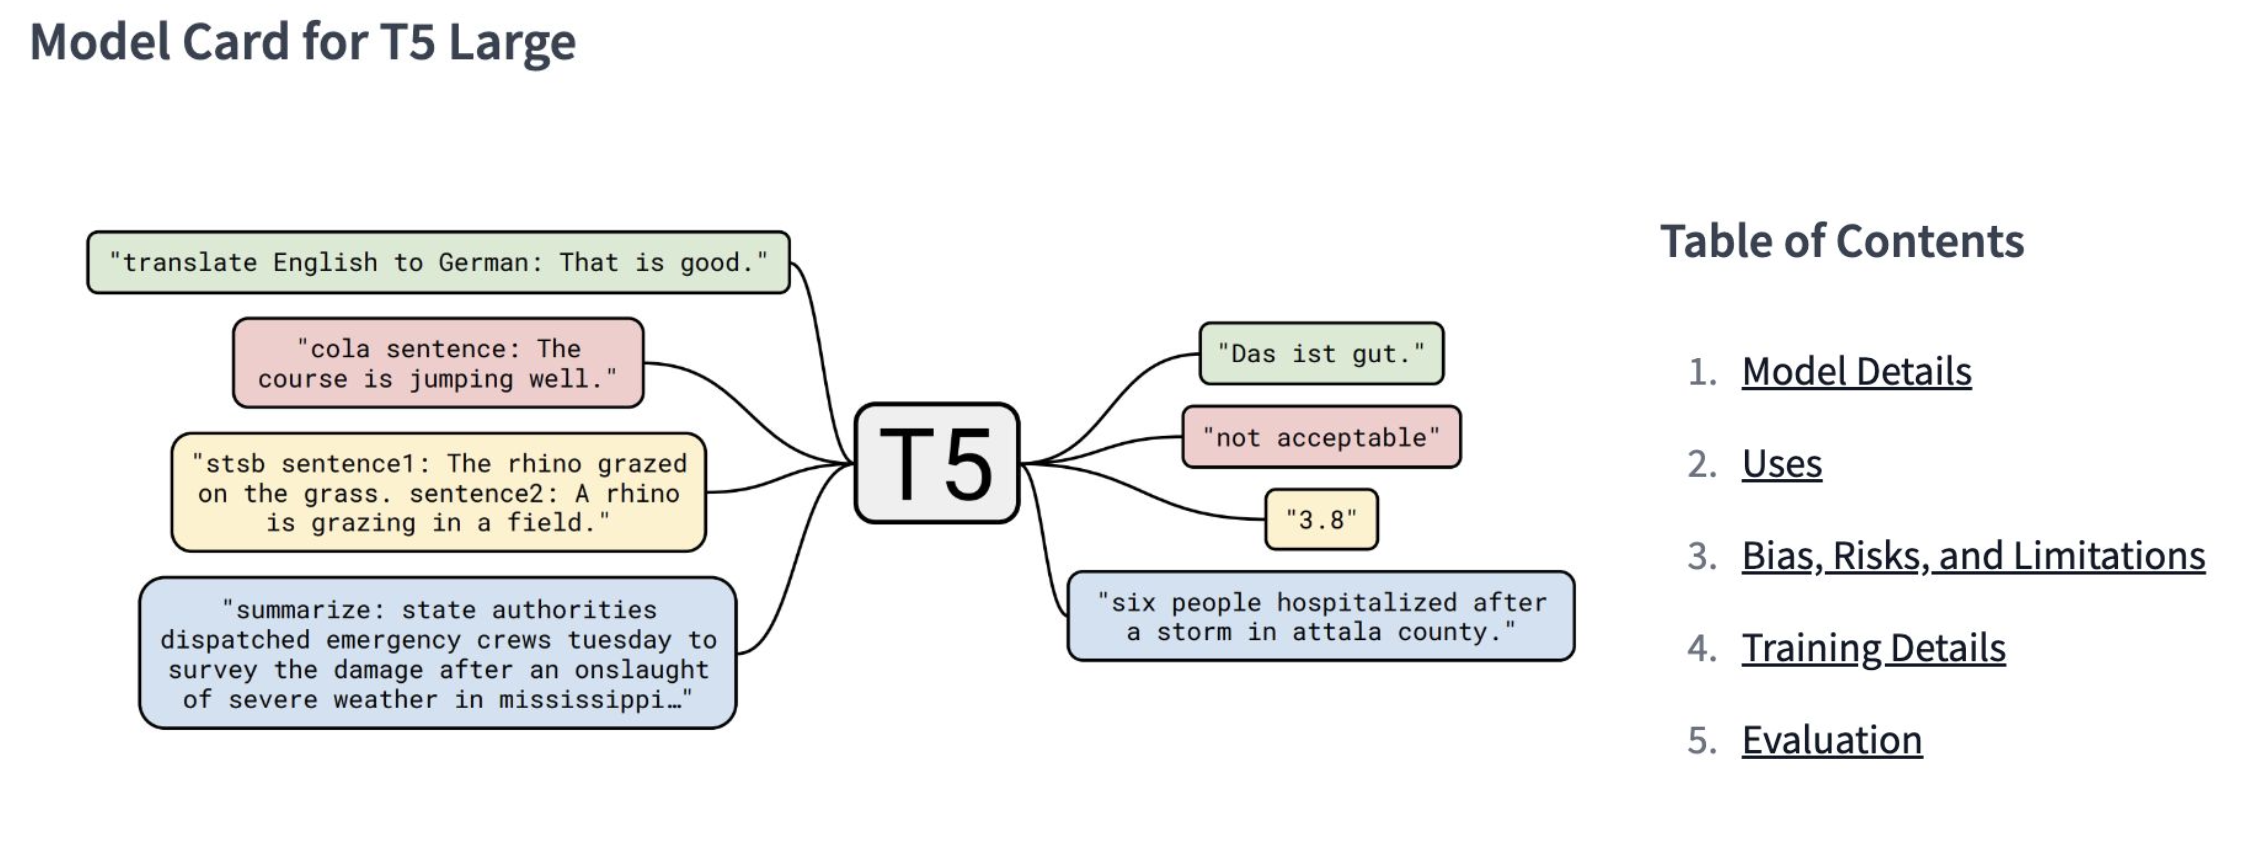 Model Card for T5 Large
"translate English to German: That is good."
"cola sentence: The
course is jumping well."
"stsb sentence1: The rhino grazed
on the grass. sentence2: A rhino
is grazing in a field."
"summarize: state authorities
dispatched emergency crews tuesday to
survey the damage after an onslaught
of severe weather in mississippi…"
T5
"Das ist gut."
"not acceptable"
"3.8"
"six people hospitalized after
a storm in attala county."
Table of Contents
1. Model Details
2. Uses
3. Bias, Risks, and Limitations
4. Training Details
5. Evaluation